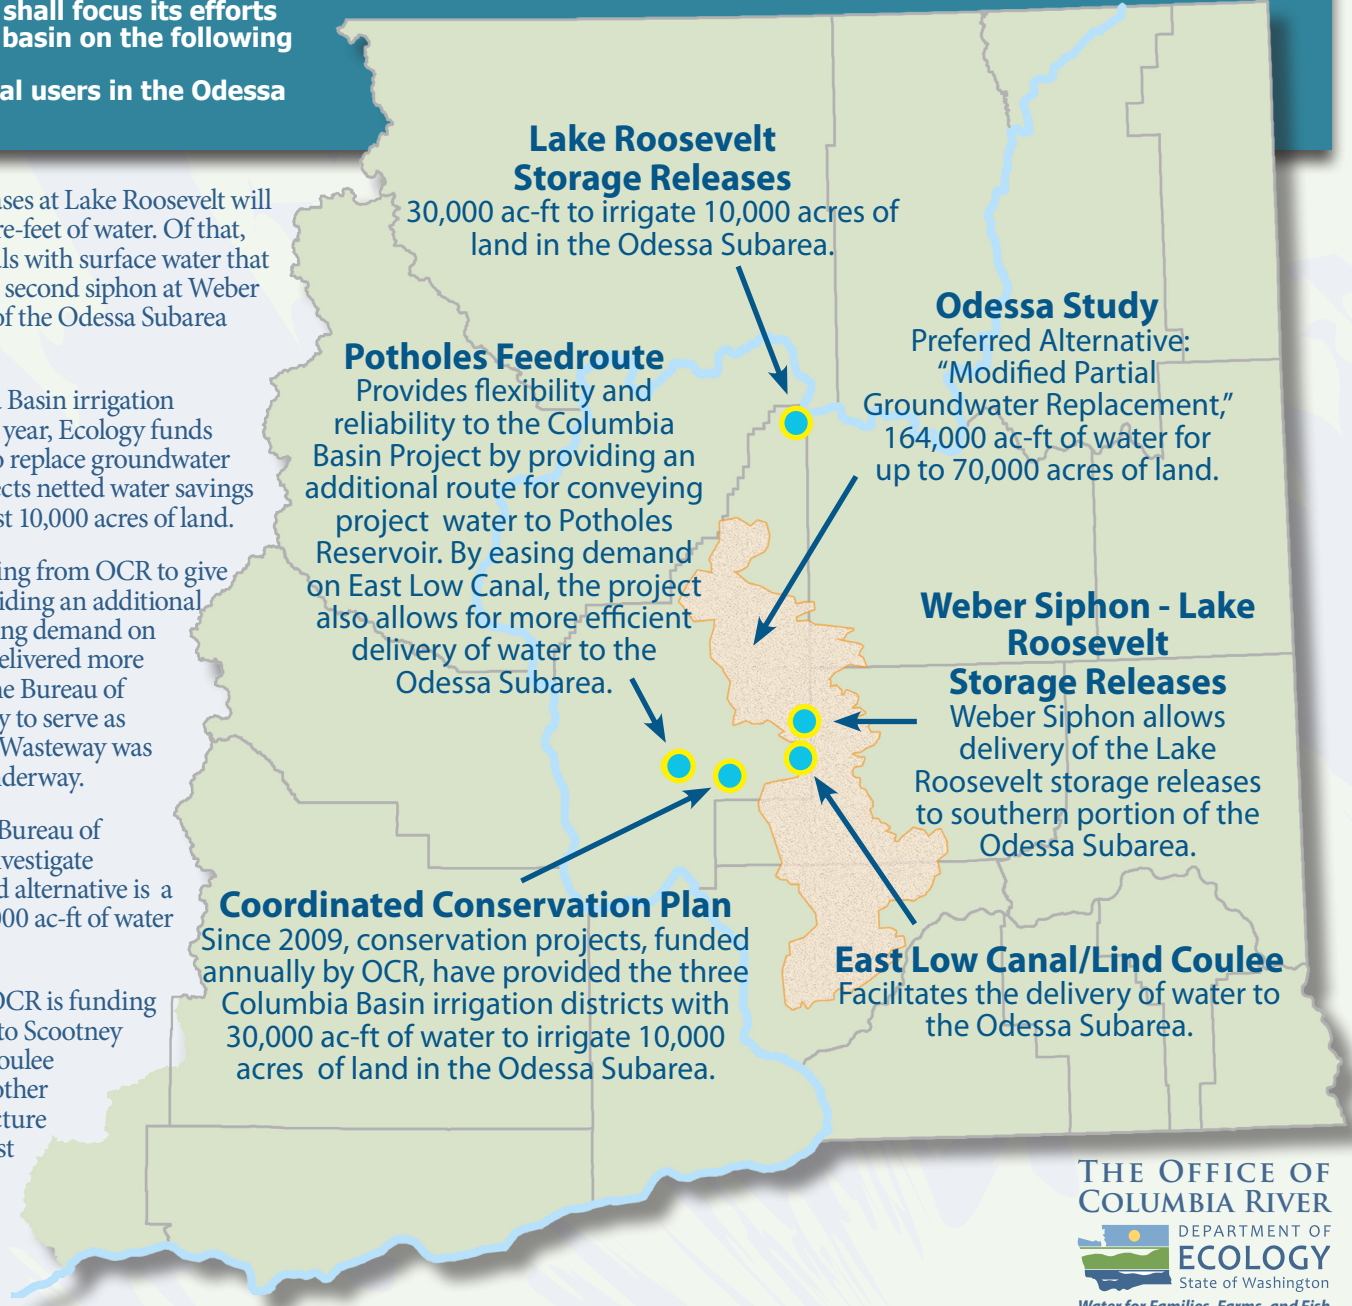 shall focus its efforts
basin on the following
al users in the Odessa
ases at Lake Roosevelt will
re-feet of water. Of that,
ls with surface water that
second siphon at Weber
of the Odessa Subarea
Basin irrigation
year, Ecology funds
o replace groundwater
ects netted water savings
st 10,000 acres of land.
ing from OCR to give
iding an additional
ng demand on
elivered more
ne Bureau of
y to serve as
Wasteway was
nderway.
Bureau of
nvestigate
d alternative is a
000 ac-ft of water
OCR is funding
to Scootney
oulee
other
cture
st
Lake Roosevelt
Storage Releases
30,000 ac-ft to irrigate 10,000 acres of
land in the Odessa Subarea.
Odessa Study
Preferred Alternative:
“Modified Partial
Groundwater Replacement,”
164,000 ac-ft of water for
up to 70,000 acres of land.
Potholes Feedroute
Provides flexibility and
reliability to the Columbia
Basin Project by providing an
additional route for conveying
project water to Potholes
Reservoir. By easing demand
on East Low Canal, the project
also allows for more efficient
delivery of water to the
Odessa Subarea.
Weber Siphon - Lake
Roosevelt
Storage Releases
Weber Siphon allows
delivery of the Lake
Roosevelt storage releases
to southern portion of the
Odessa Subarea.
Coordinated Conservation Plan
Since 2009, conservation projects, funded
annually by OCR, have provided the three
Columbia Basin irrigation districts with
30,000 ac-ft of water to irrigate 10,000
acres of land in the Odessa Subarea.
East Low Canal/Lind Coulee
Facilitates the delivery of water to
the Odessa Subarea.
THE OFFICE OF
COLUMBIA RIVER
DEPARTMENT OF
ECOLOGY
State of Washington
Water for Families, Farms, and Fish